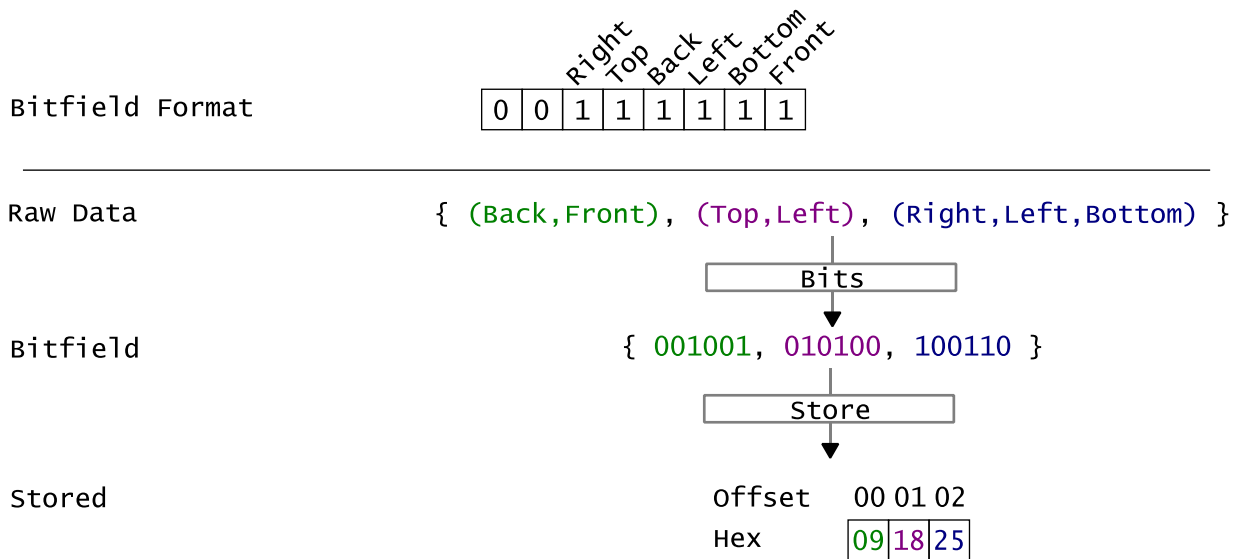 Right Top Back Left Bottom Front
Bitfield Format 0 0 1 1 1 1 1 1
Raw Data { (Back,Front), (Top,Left), (Right,Left,Bottom) }
Bits
Bitfield { 001001, 010100, 100110 }
Store
Stored Offset 00 01 02
Hex 09 18 25